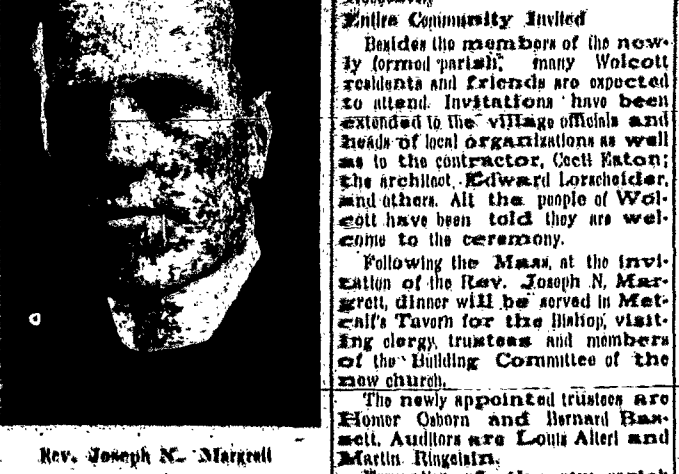 Entire Community Invited
Besides the members of the new-
ly formed parish, many Wolcott
residents and friends are expected
to attend. Invitations have been
extended to the village officials and
heads of local organizations as well
as to the contractor, Cecil Eaton;
the architect, Edward Lorscheider,
and others. All the people of Wol-
cott have been told they are wel-
come to the ceremony.
Following the Mass, at the invi-
tation of the Rev. Joseph N. Mar-
grett, dinner will be served in Met-
calf's Tavern for the Bishop, visit-
ing clergy, trustees and members
of the Building Committee of the
new church.
The newly appointed trustees are
Homer Osborn and Bernard Bas-
sett. Auditors are Louis Alteri and
Martin Ringelsin.
Rev. Joseph N. Margrett